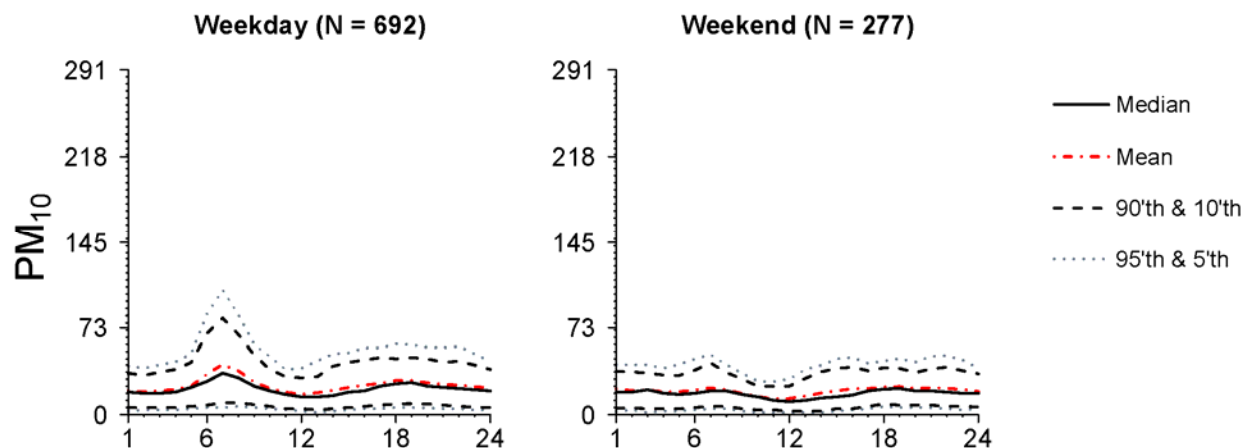 Weekday (N = 692)
Weekend (N = 277)
PM10
291
218
145
73
0
1 6 12 18 24
291
218
145
73
0
1 6 12 18 24
Median
Mean
90'th & 10'th
95'th & 5'th